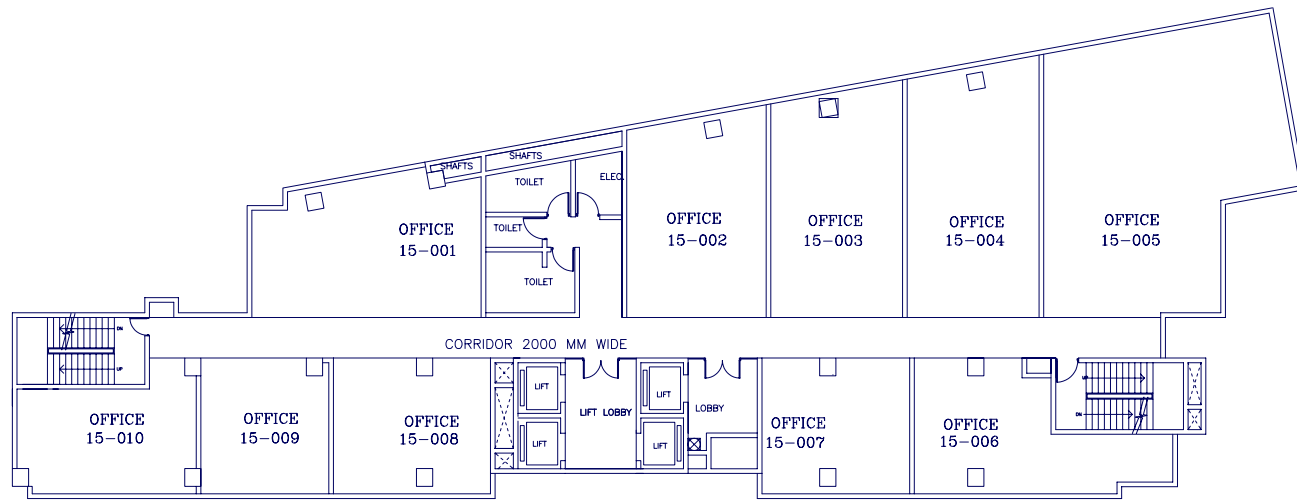 SHAFTS
SHAFTS
TOILET
ELEC.
OFFICE
15-001
TOILET
TOILET
OFFICE
15-002
OFFICE
15-003
OFFICE
15-004
OFFICE
15-005
DN
UP
CORRIDOR 2000 MM WIDE
OFFICE
15-010
OFFICE
15-009
OFFICE
15-008
LIFT
LIFT
LIFT LOBBY
LIFT
LIFT
LOBBY
OFFICE
15-007
OFFICE
15-006
UP
DN